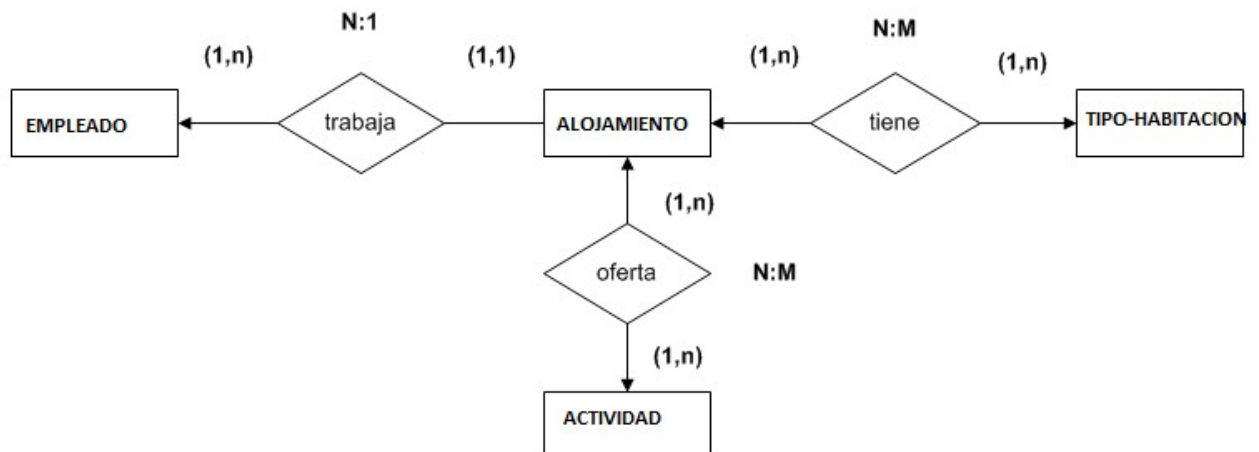 N:1
N:M
(1,n)
(1,1)
(1,n)
(1,n)
EMPLEADO
trabaja
ALOJAMIENTO
tiene
TIPO-HABITACION
(1,n)
oferta
N:M
(1,n)
ACTIVIDAD